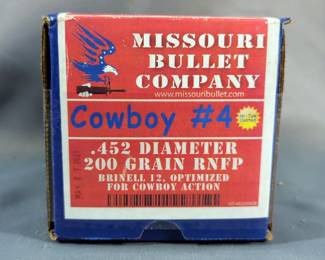 MISSOURI
BULLET
COMPANY
www.missouribullet.com
Cowboy #4
.452 DIAMETER
200 GRAIN RNFP
BRINELL 12, OPTIMIZED
FOR COWBOY ACTION